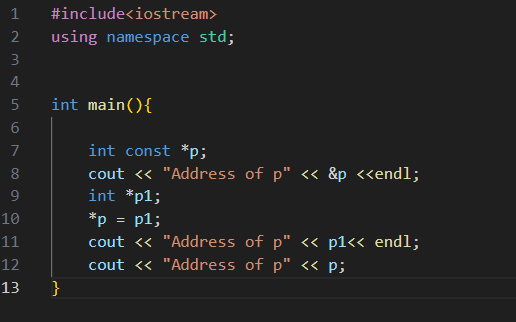 1 #include<iostream>
2 using namespace std;
3
4
5 int main(){
6
7 int const *p;
8 cout << "Address of p" << &p <<endl;
9 int *p1;
10 *p = p1;
11 cout << "Address of p" << p1<< endl;
12 cout << "Address of p" << p;
13 }